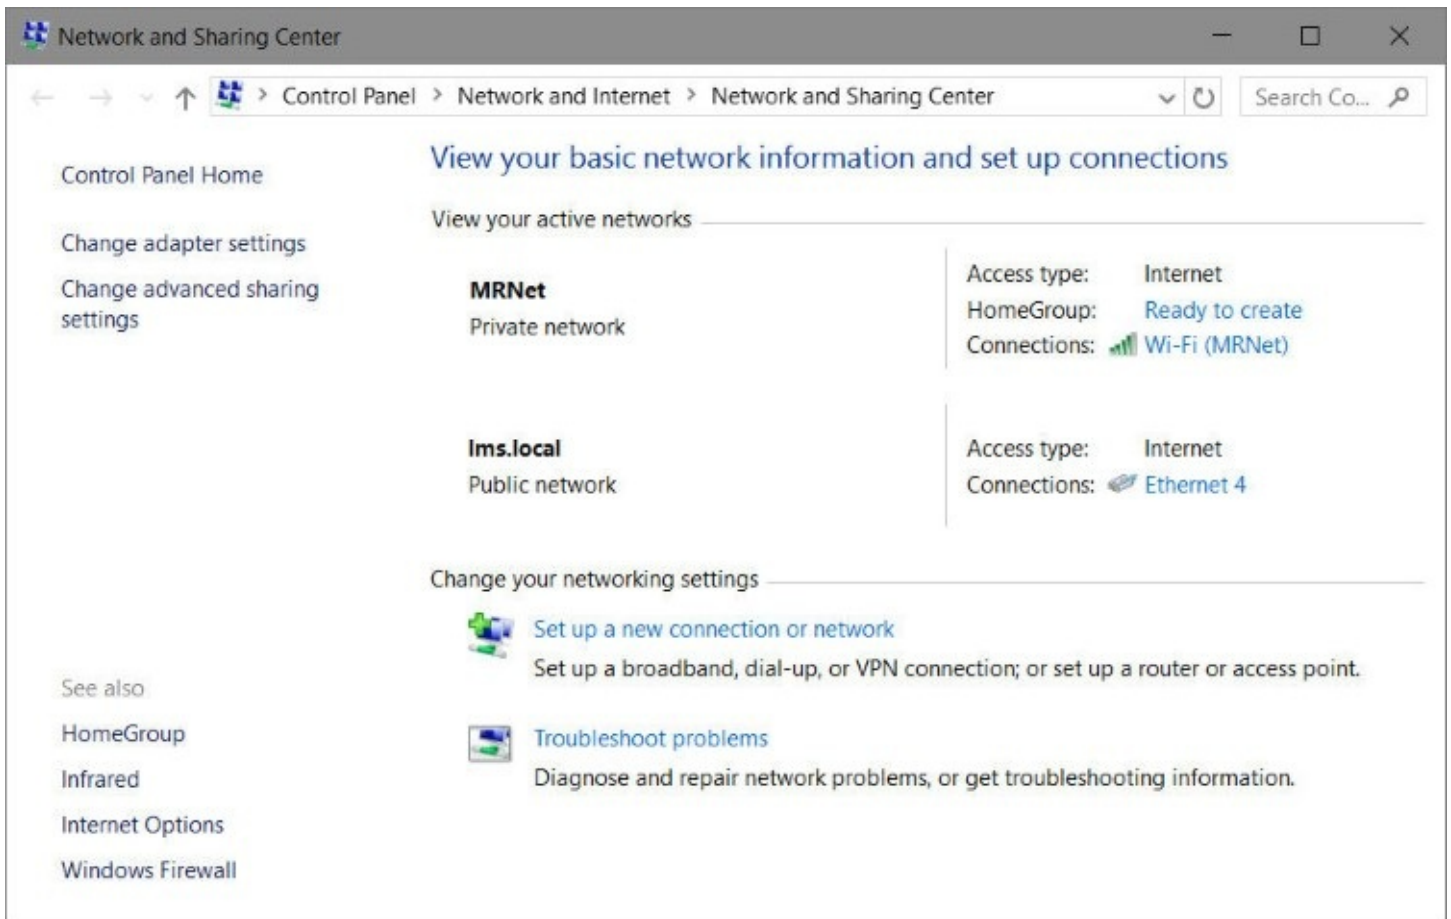 Network and Sharing Center
Control Panel > Network and Internet > Network and Sharing Center
Search Co...
Control Panel Home
Change adapter settings
Change advanced sharing
settings
See also
HomeGroup
Infrared
Internet Options
Windows Firewall
View your basic network information and set up connections
View your active networks
MRNet
Private network
Access type: Internet
HomeGroup: Ready to create
Connections: Wi-Fi (MRNet)
lms.local
Public network
Access type: Internet
Connections: Ethernet 4
Change your networking settings
Set up a new connection or network
Set up a broadband, dial-up, or VPN connection; or set up a router or access point.
Troubleshoot problems
Diagnose and repair network problems, or get troubleshooting information.